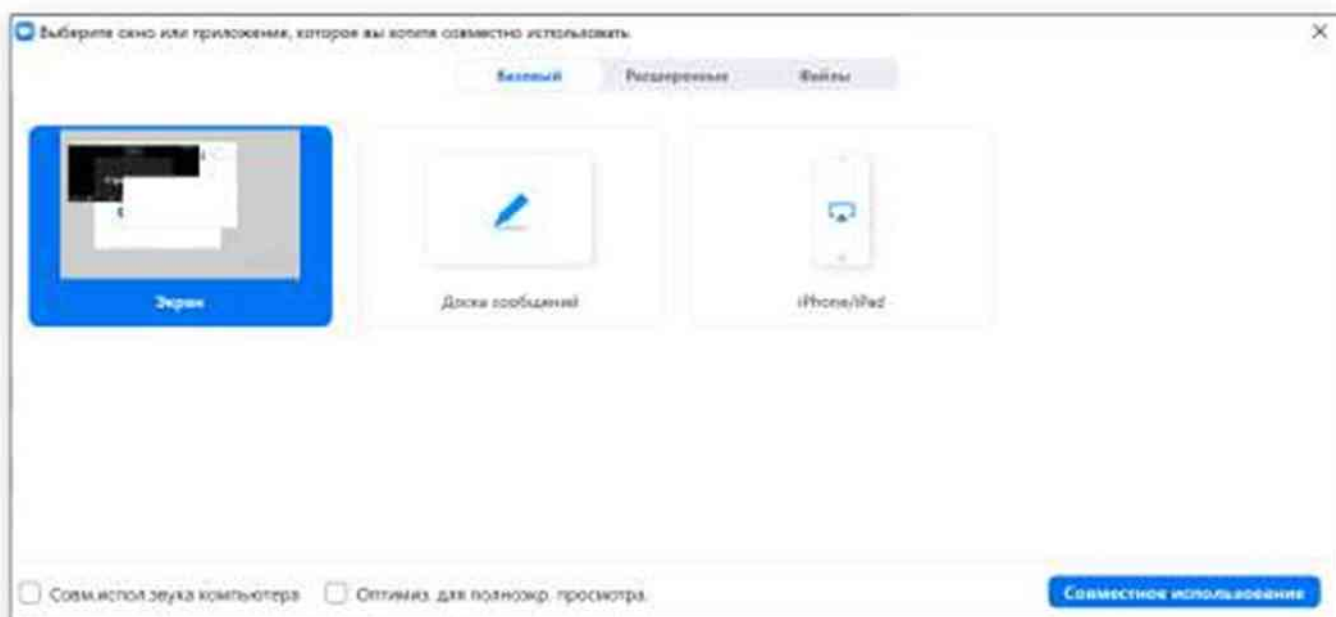 Выберите окно или приложение, которое вы хотите совместно использовать
Базовый Расширенные Файлы
Экран Доска сообщений iPhone/iPad
Совм.испол.звука компьютера Оптимиз. для полноэкр. просмотра. Совместное использование